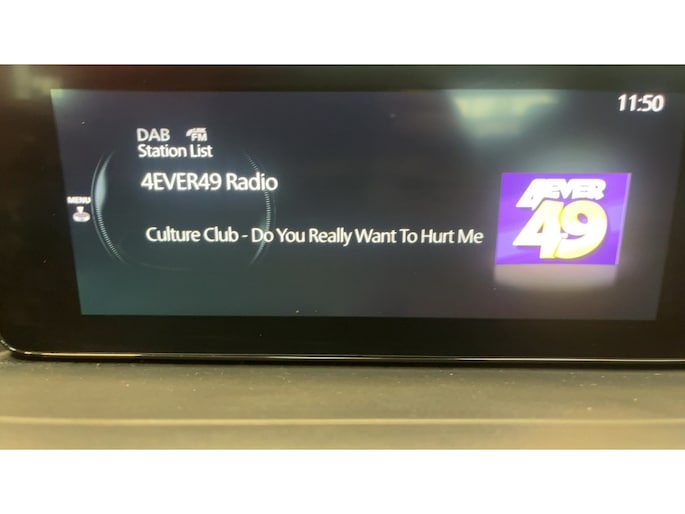 11:50
DAB LINK FM
Station List
4EVER49 Radio
MENU
Culture Club - Do You Really Want To Hurt Me
4EVER
49